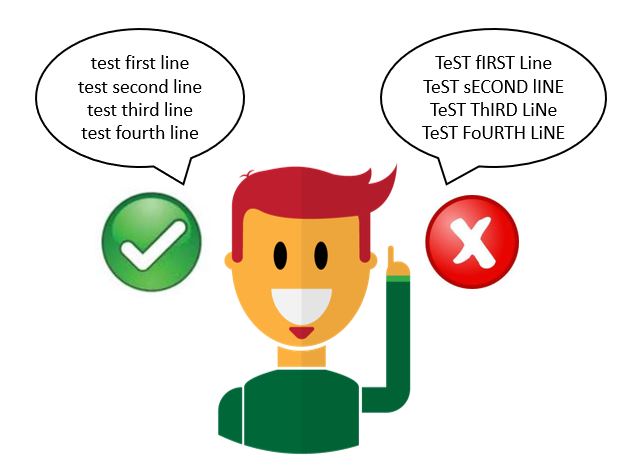 test first line
test second line
test third line
test fourth line
TeST fIRST Line
TeST sECOND lINE
TeST ThIRD LiNe
TeST FoURTH LiNE